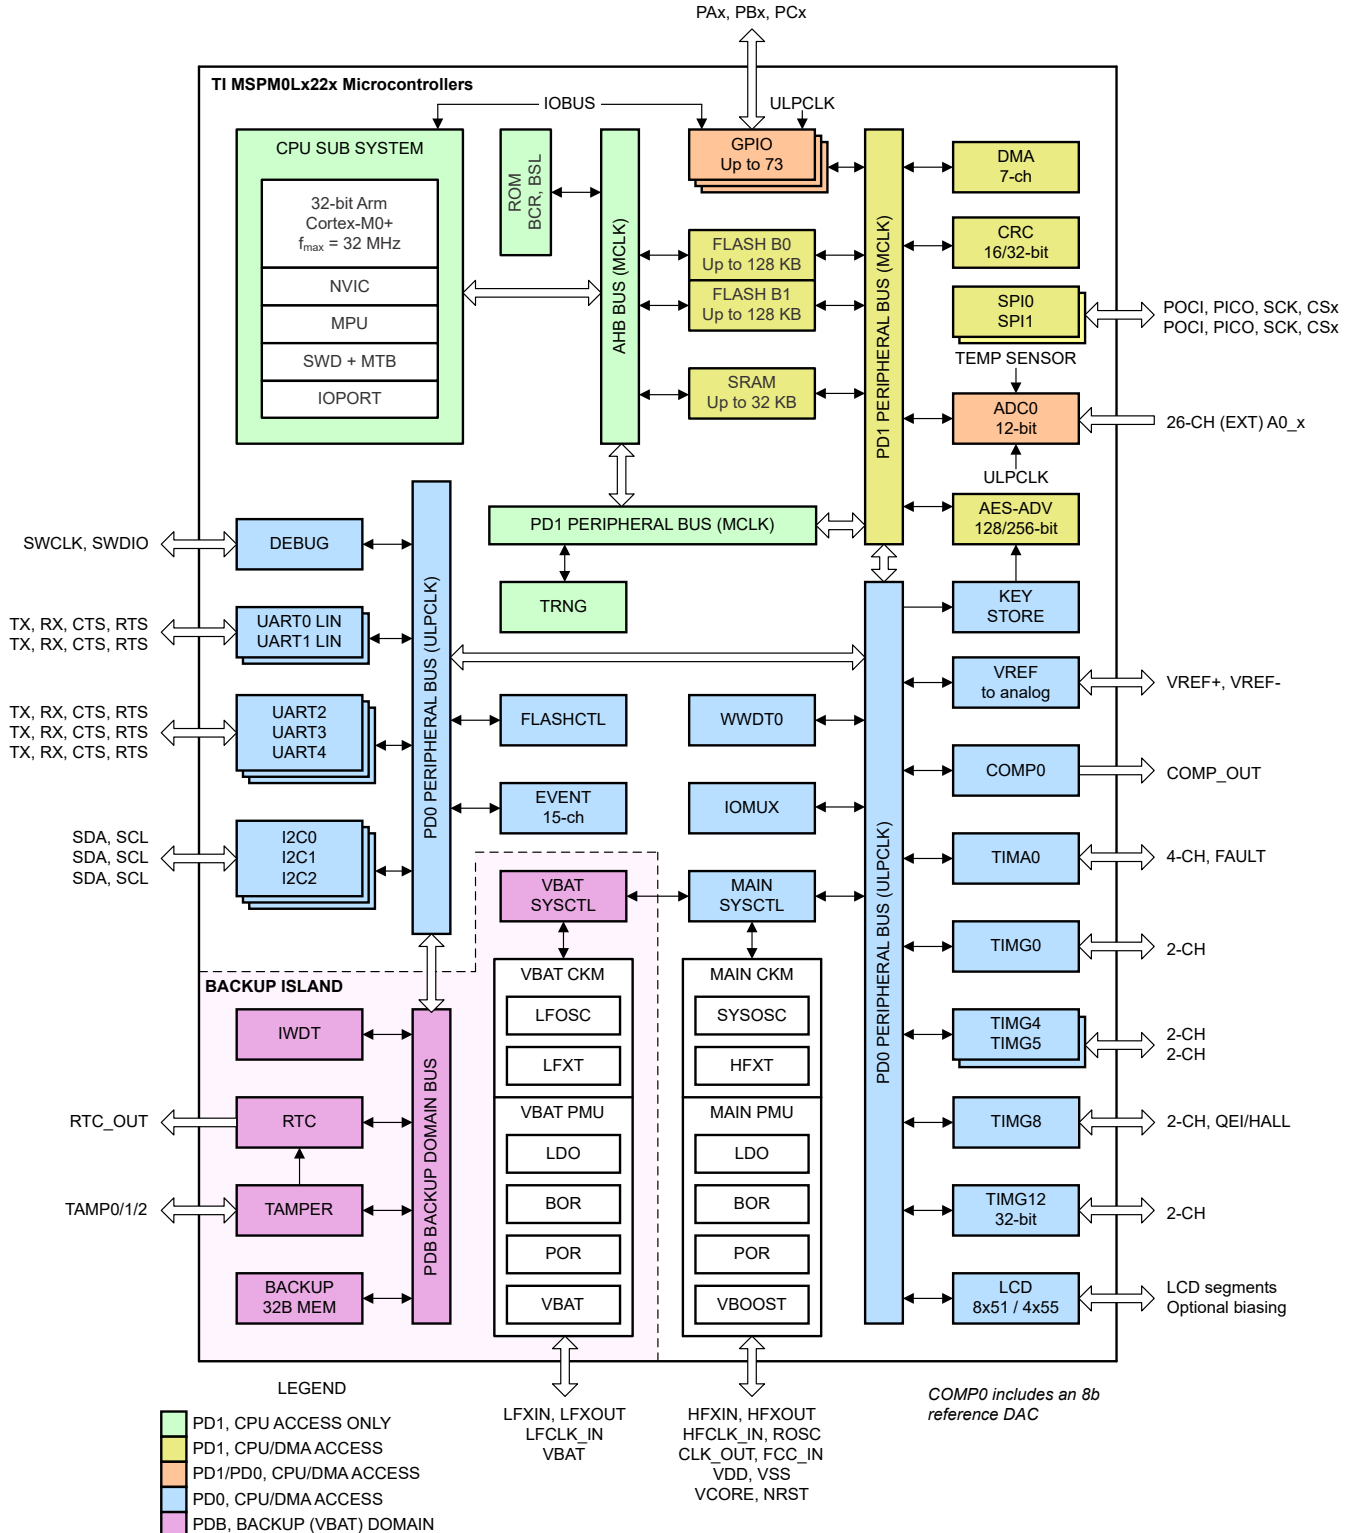 PAx, PBx, PCx
TI MSPM0Lx22x Microcontrollers
IOBUS
ULPCLK
CPU SUB SYSTEM
32-bit Arm
Cortex-M0+
fmax = 32 MHz
NVIC
MPU
SWD + MTB
IOPORT
ROM
BCR, BSL
AHB BUS (MCLK)
GPIO
Up to 73
FLASH B0
Up to 128 KB
FLASH B1
Up to 128 KB
SRAM
Up to 32 KB
PD1 PERIPHERAL BUS (MCLK)
DMA
7-ch
CRC
16/32-bit
SPI0
SPI1
POCI, PICO, SCK, CSx
POCI, PICO, SCK, CSx
TEMP SENSOR
ADC0
12-bit
26-CH (EXT) A0_x
ULPCLK
AES-ADV
128/256-bit
PD1 PERIPHERAL BUS (MCLK)
TRNG
SWCLK, SWDIO
DEBUG
TX, RX, CTS, RTS
TX, RX, CTS, RTS
UART0 LIN
UART1 LIN
TX, RX, CTS, RTS
TX, RX, CTS, RTS
TX, RX, CTS, RTS
UART2
UART3
UART4
SDA, SCL
SDA, SCL
SDA, SCL
I2C0
I2C1
I2C2
PD0 PERIPHERAL BUS (ULPCLK)
FLASHCTL
EVENT
15-ch
WWDT0
IOMUX
VBAT
SYSCTL
MAIN
SYSCTL
PD0 PERIPHERAL BUS (ULPCLK)
KEY
STORE
VREF
to analog
VREF+, VREF-
COMP0
COMP_OUT
TIMA0
4-CH, FAULT
TIMG0
2-CH
TIMG4
TIMG5
2-CH
2-CH
TIMG8
2-CH, QEI/HALL
TIMG12
32-bit
2-CH
LCD
8x51 / 4x55
LCD segments
Optional biasing
BACKUP ISLAND
IWDT
RTC_OUT
RTC
TAMP0/1/2
TAMPER
BACKUP
32B MEM
PDB BACKUP DOMAIN BUS
VBAT CKM
LFOSC
LFXT
VBAT PMU
LDO
BOR
POR
VBAT
MAIN CKM
SYSOSC
HFXT
MAIN PMU
LDO
BOR
POR
VBOOST
LFXIN, LFXOUT
LFCLK_IN
VBAT
HFXIN, HFXOUT
HFCLK_IN, ROSC
CLK_OUT, FCC_IN
VDD, VSS
VCORE, NRST
COMP0 includes an 8b
reference DAC
LEGEND
PD1, CPU ACCESS ONLY
PD1, CPU/DMA ACCESS
PD1/PD0, CPU/DMA ACCESS
PD0, CPU/DMA ACCESS
PDB, BACKUP (VBAT) DOMAIN